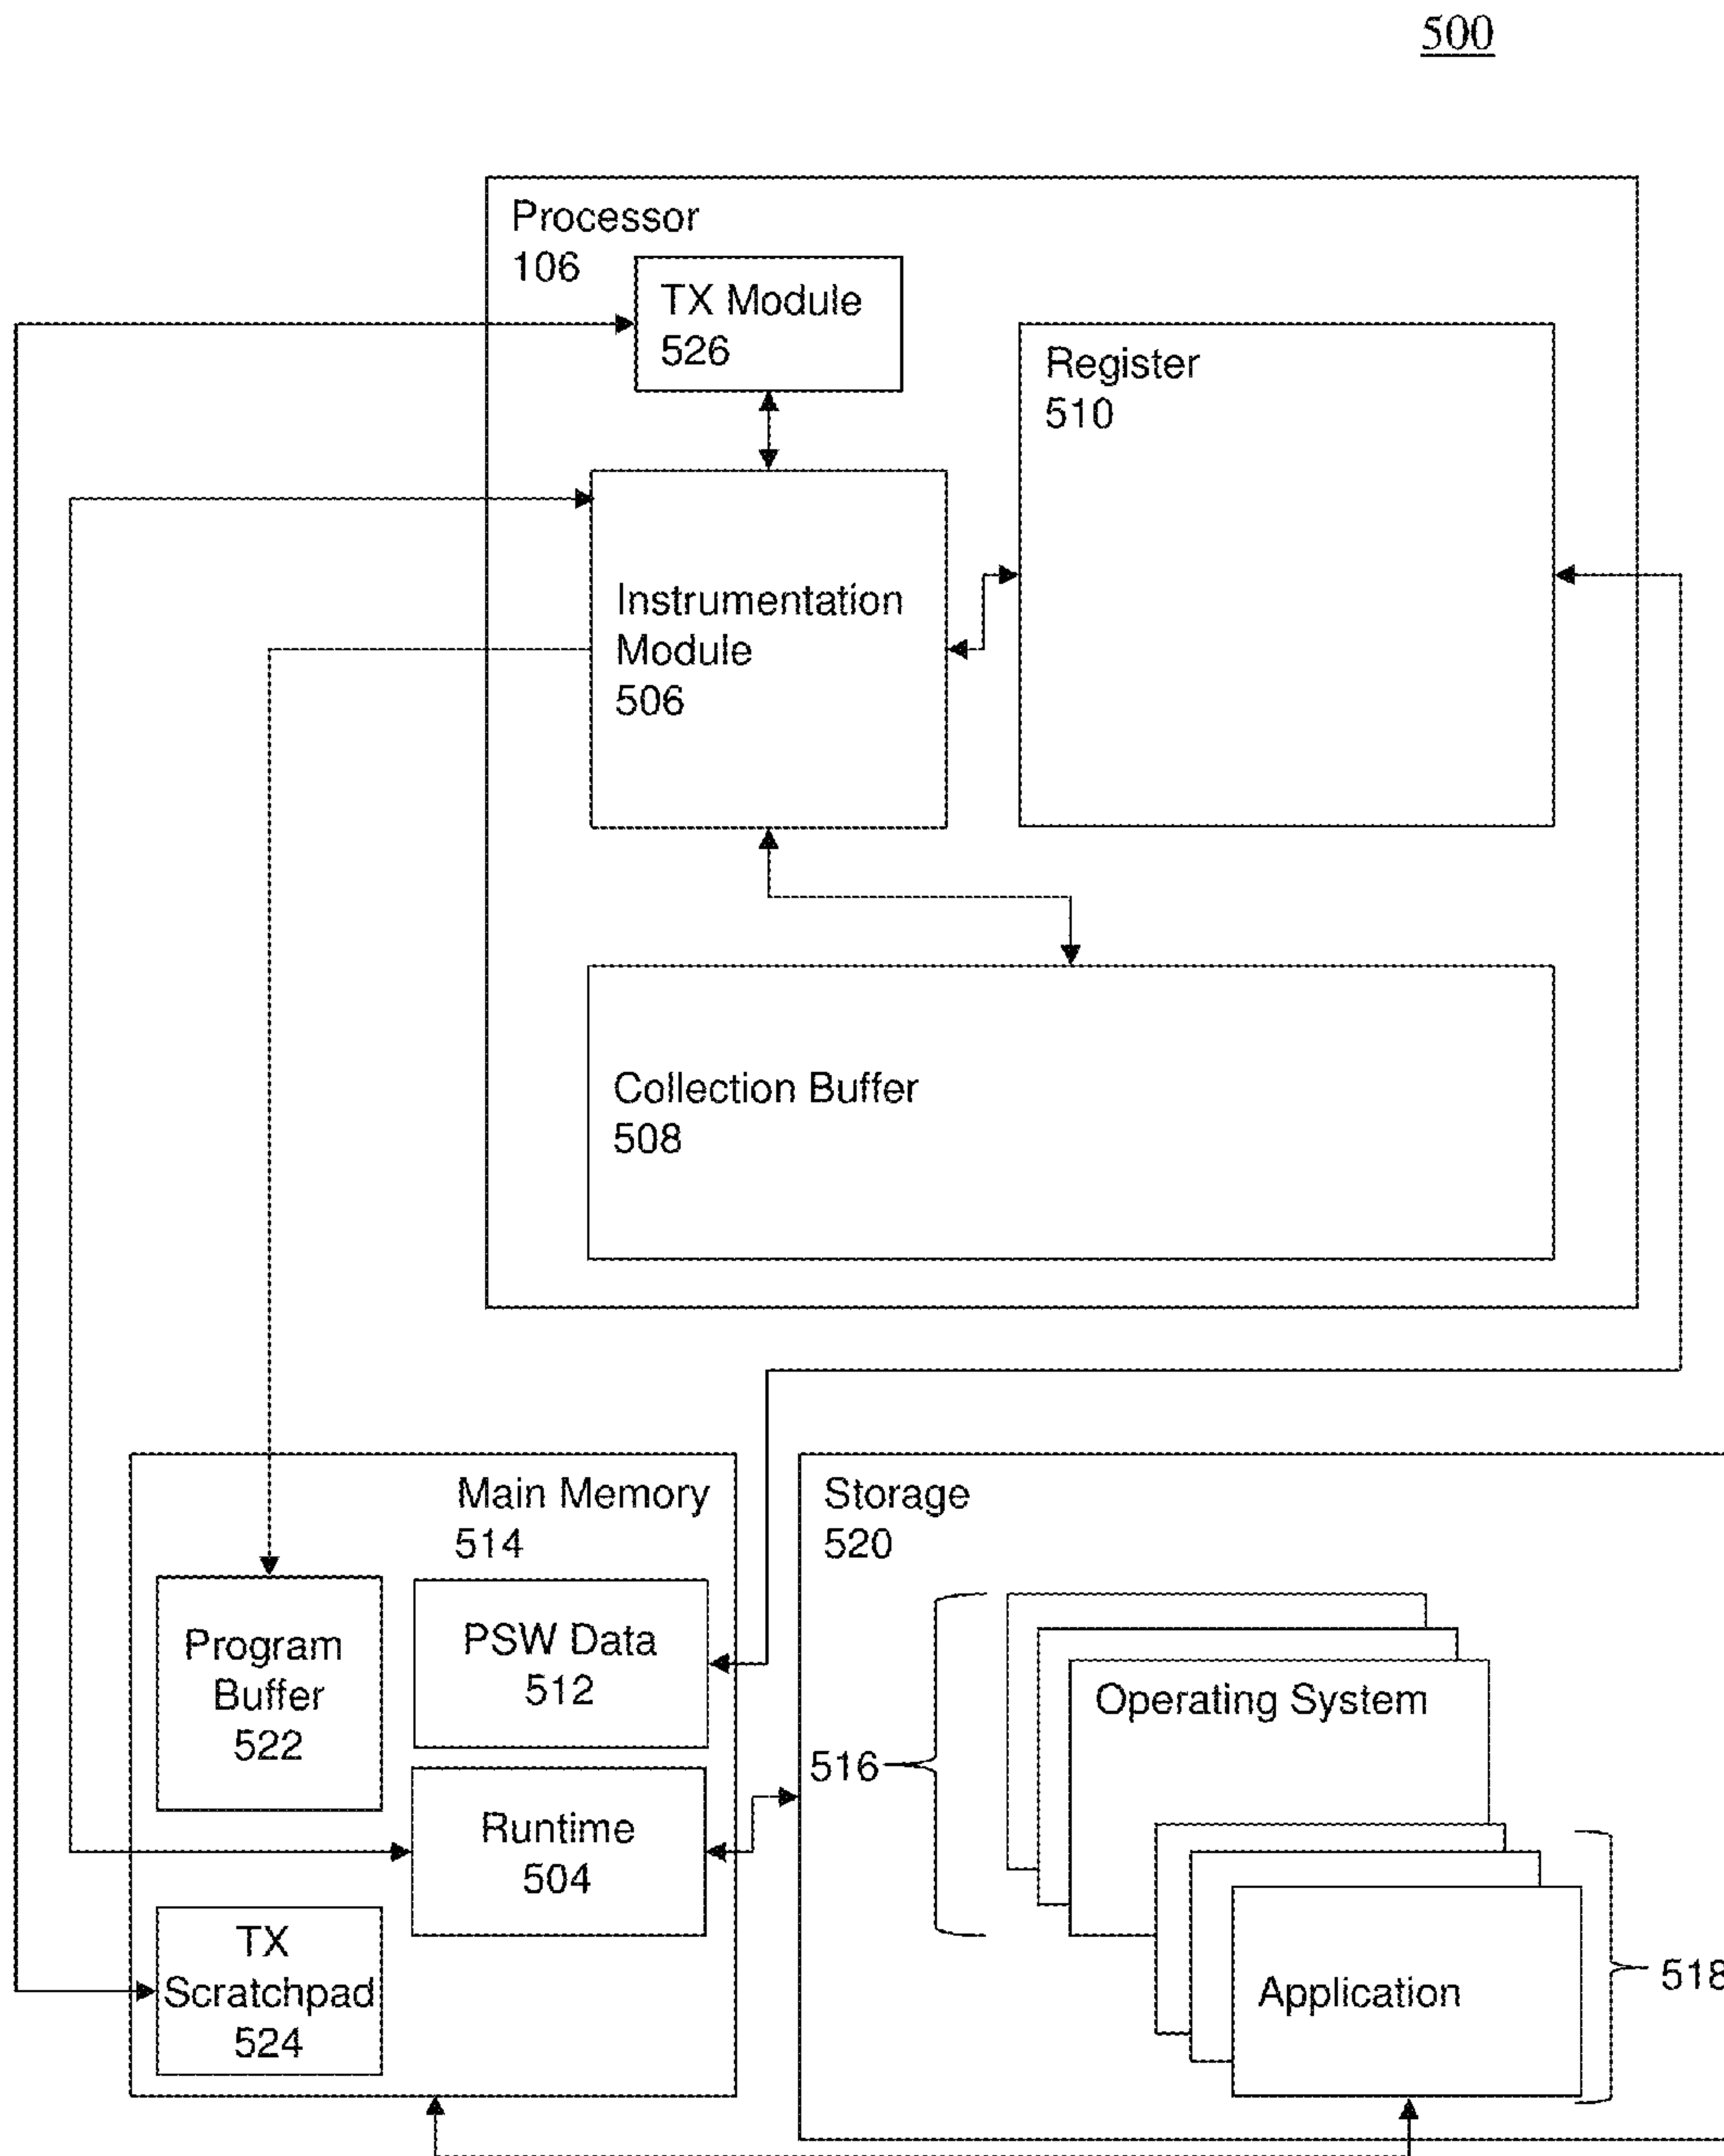 500
Processor
106
TX Module
526
Register
510
Instrumentation
Module
506
Collection Buffer
508
Main Memory
514
Program
Buffer
522
PSW Data
512
Runtime
504
TX
Scratchpad
524
Storage
520
516
Operating System
Application
518